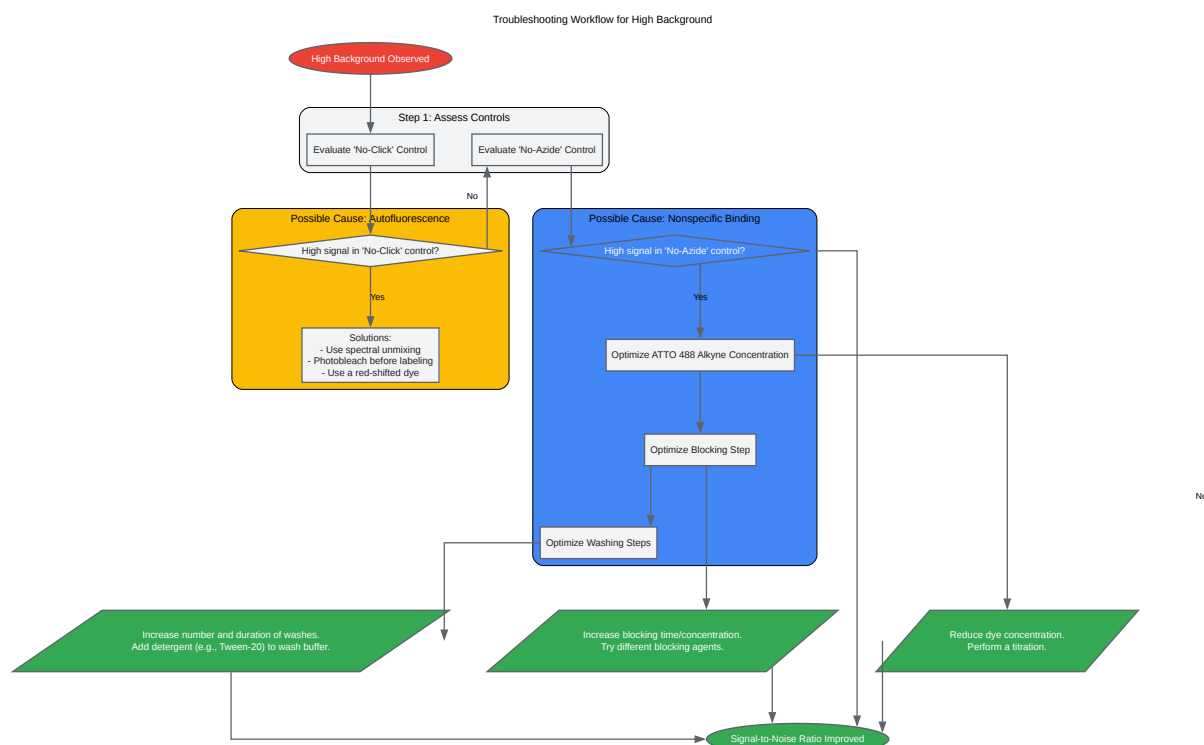 Troubleshooting Workflow for High Background
High Background Observed
Step 1: Assess Controls
Evaluate 'No-Click' Control
Evaluate 'No-Azide' Control
No
Possible Cause: Autofluorescence
Possible Cause: Nonspecific Binding
High signal in 'No-Click' control?
High signal in 'No-Azide' control?
Yes
Yes
Solutions:
- Use spectral unmixing
- Photobleach before labeling
- Use a red-shifted dye
Optimize ATTO 488 Alkyne Concentration
Optimize Blocking Step
No
Optimize Washing Steps
Increase number and duration of washes.
Add detergent (e.g., Tween-20) to wash buffer.
Increase blocking time/concentration.
Try different blocking agents.
Reduce dye concentration.
Perform a titration.
Signal-to-Noise Ratio Improved